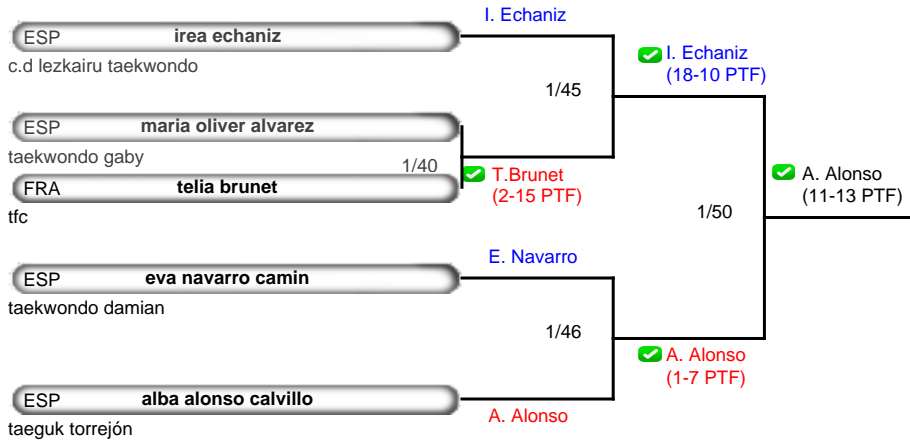 I. Echaniz
ESP irea echaniz
c.d lezkairu taekwondo
I. Echaniz
(18-10 PTF)
1/45
ESP maria oliver alvarez
taekwondo gaby
1/40
T.Brunet
(2-15 PTF)
FRA telia brunet
tfc
A. Alonso
(11-13 PTF)
1/50
E. Navarro
ESP eva navarro camin
taekwondo damian
1/46
A. Alonso
(1-7 PTF)
ESP alba alonso calvillo
A. Alonso
taeguk torrejón